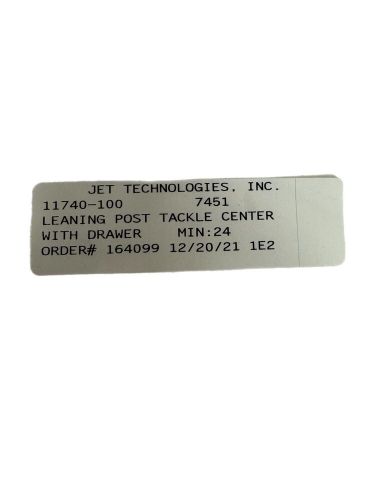 JET TECHNOLOGIES, INC.
11740-100 7451
LEANING POST TACKLE CENTER
WITH DRAWER MIN:24
ORDER# 164099 12/20/21 1E2